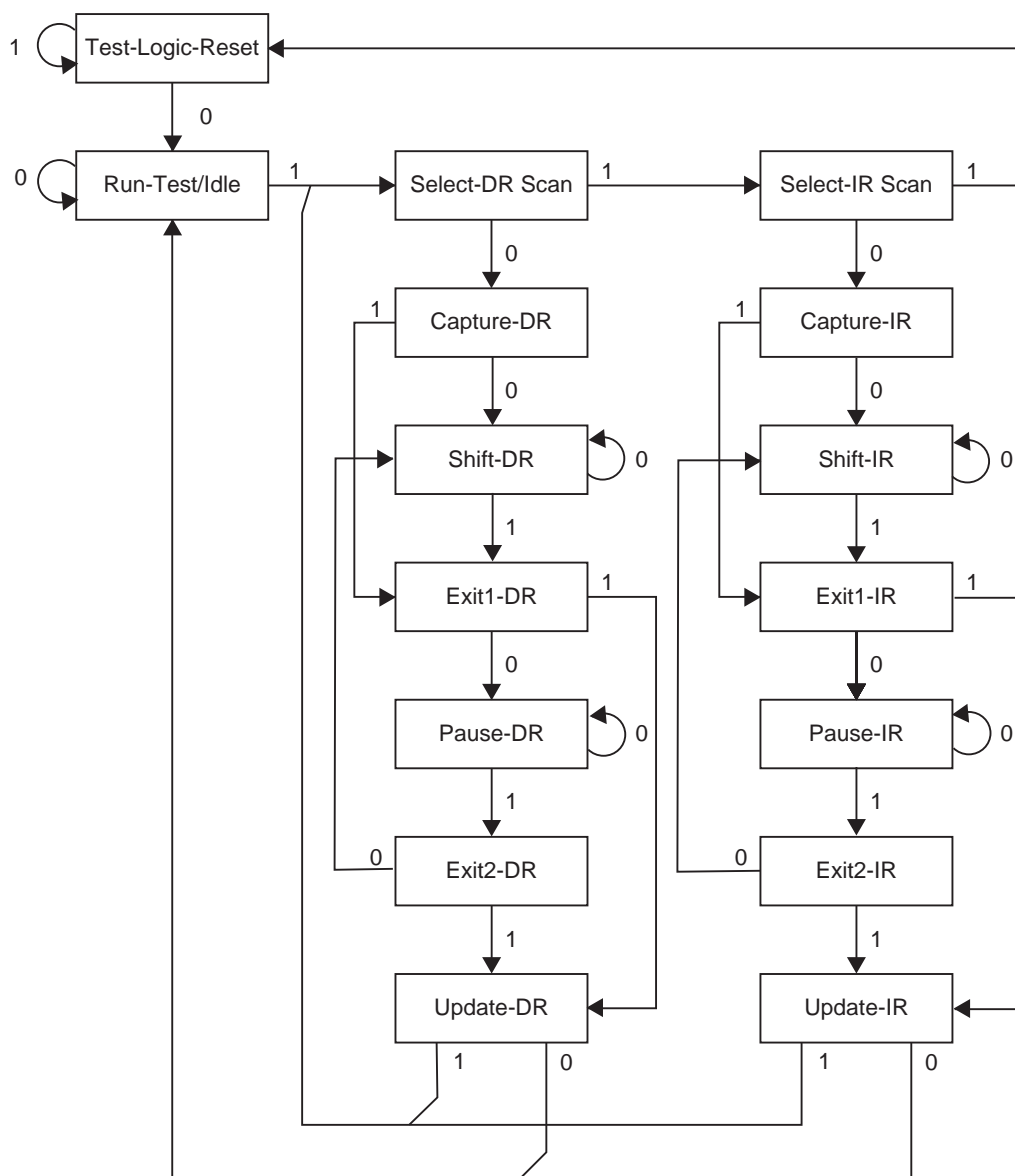 1
Test-Logic-Reset
0
0
Run-Test/Idle
1
Select-DR Scan
1
Select-IR Scan
1
0
0
1
Capture-DR
1
Capture-IR
0
0
Shift-DR
0
Shift-IR
0
1
1
Exit1-DR
1
Exit1-IR
1
0
0
Pause-DR
0
Pause-IR
0
1
1
0
Exit2-DR
0
Exit2-IR
1
1
Update-DR
Update-IR
1
0
1
0